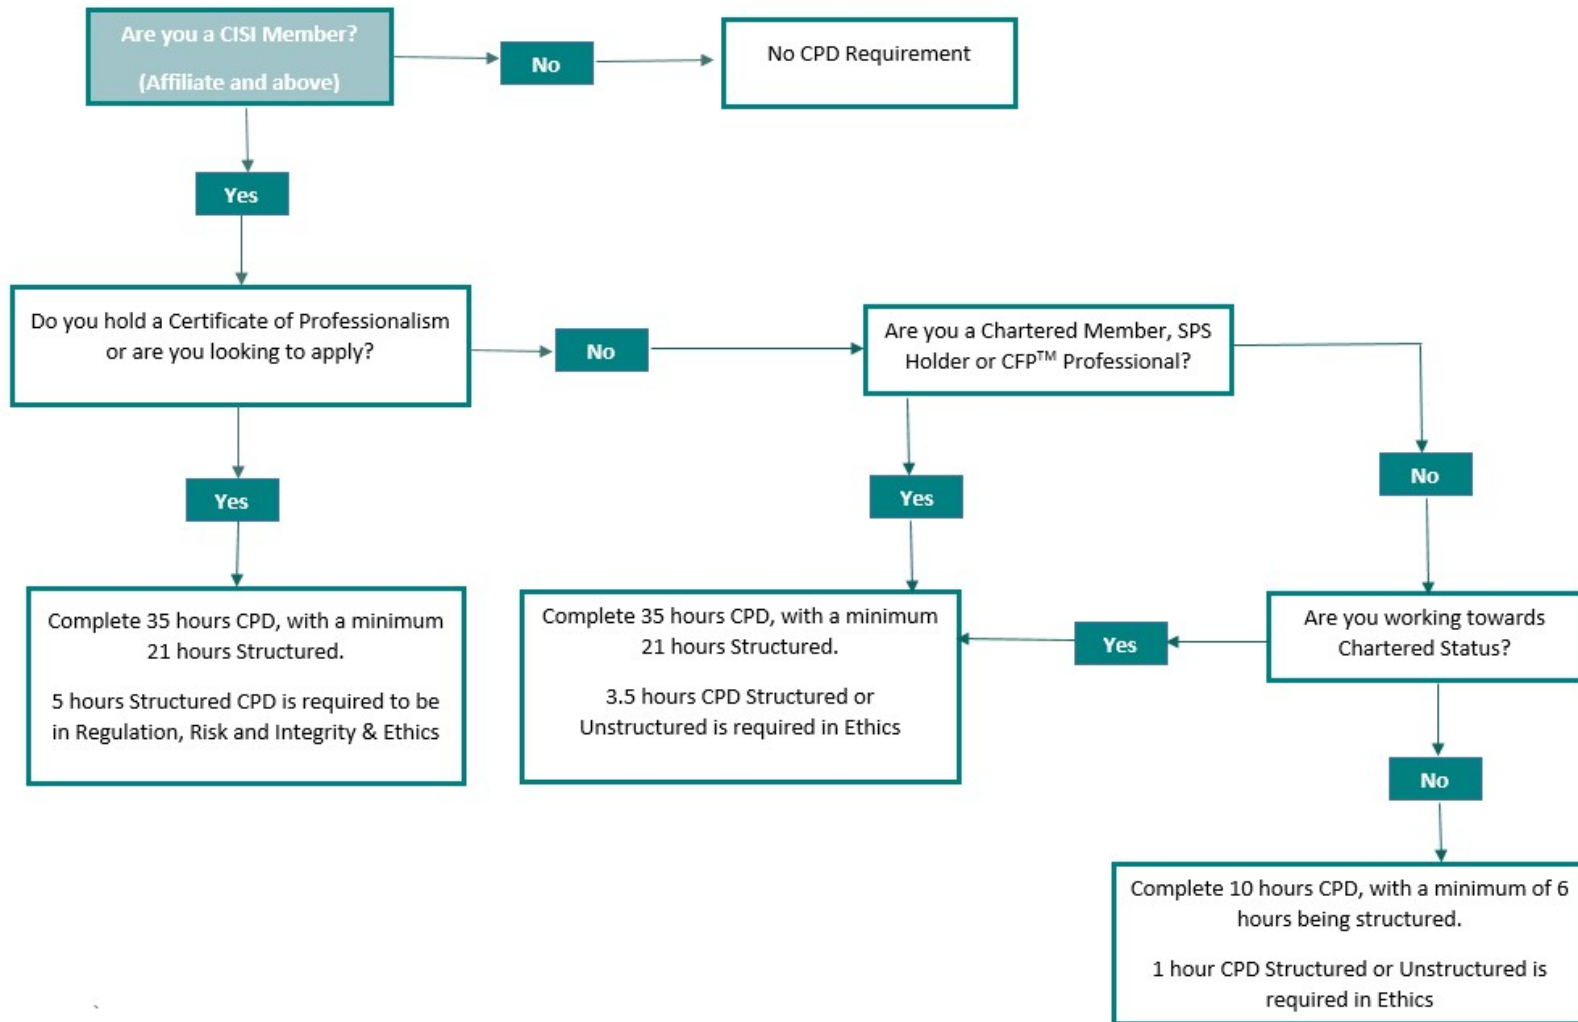 Are you a CISI Member?
(Affiliate and above)
No
No CPD Requirement
Yes
Do you hold a Certificate of Professionalism
or are you looking to apply?
No
Are you a Chartered Member, SPS
Holder or CFP™ Professional?
Yes
Yes
No
Complete 35 hours CPD, with a minimum
21 hours Structured.
5 hours Structured CPD is required to be
in Regulation, Risk and Integrity & Ethics
Complete 35 hours CPD, with a minimum
21 hours Structured.
3.5 hours CPD Structured or
Unstructured is required in Ethics
Yes
Are you working towards
Chartered Status?
No
Complete 10 hours CPD, with a minimum of 6
hours being structured.
1 hour CPD Structured or Unstructured is
required in Ethics